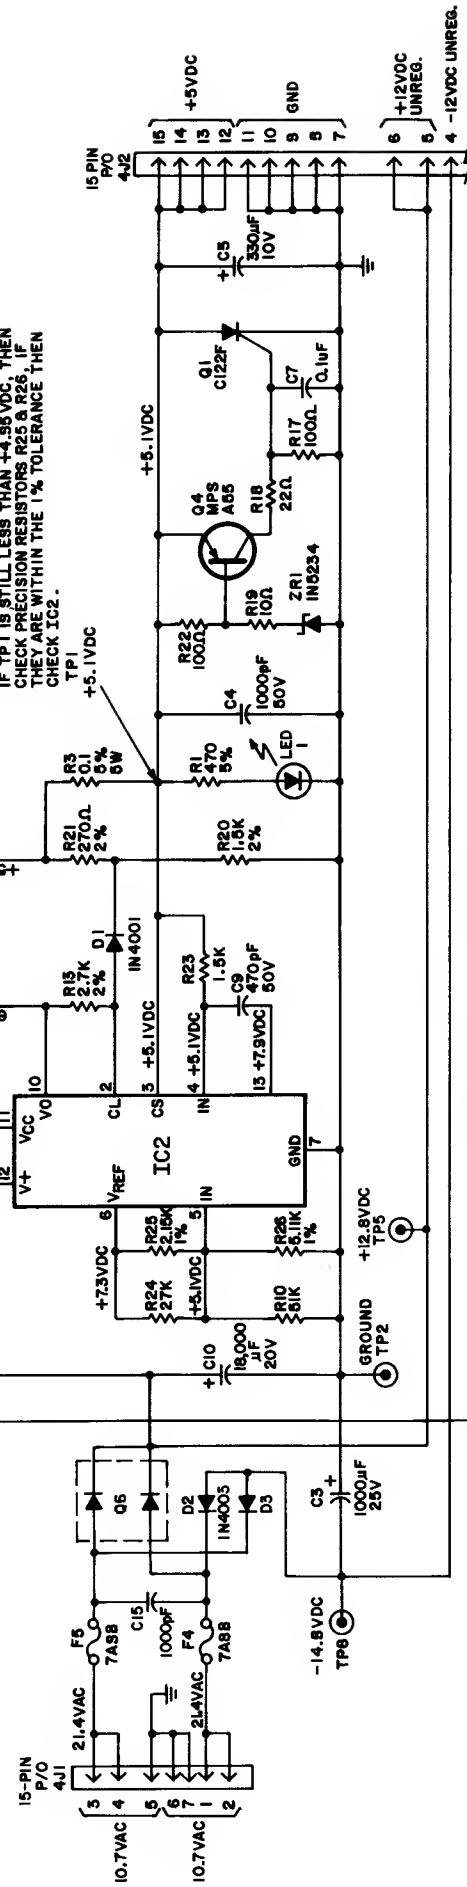 IF TP1 IS STILL LESS THAN +4.95VDC, THEN
CHECK PRECISION RESISTORS R25 & R26, IF
THEY ARE WITHIN THE 1% TOLERANCE THEN
CHECK IC2.
TP1
+5.1VDC
15-PIN
P/O
4J1
3
4
5
6
7
1
2
10.7VAC
10.7VAC
21.4VAC
21.4VAC
F5
7A3B
F4
7A3B
C15
1000pF
Q6
D2
1N4003
D3
-14.8VDC
TP8
C3
+
1000µF
25V
GROUND
TP2
+
C10
18,000
µF
20V
+12.8VDC
TP5
+7.3VDC
R24
27K
R25
2.15K
1%
+5.1VDC
R10
51K
R26
5.11K
1%
12
V+
11
VCC
10
VO
2
CL
3
CS
4
IN
13
6
VREF
5
IN
IC2
GND
7
R13
2.7K
2%
D1
1N4001
+5.1VDC
+5.1VDC
+7.9VDC
R23
1.5K
C9
470pF
50V
R21
270Ω
2%
R3
0.1
5%
5W
R20
1.5K
2%
R1
470
5%
LED
1
C4
1000pF
50V
R22
100Ω
R19
10Ω
ZR1
1N5234
Q4
MPS
A55
R18
22Ω
R17
100Ω
C7
0.1uF
Q1
C122F
+5.1VDC
+
C5
330µF
10V
15 PIN
P/O
4J2
15
14
13
12
11
10
9
8
7
6
5
4
+5VDC
GND
+12VDC
UNREG.
-12VDC UNREG.